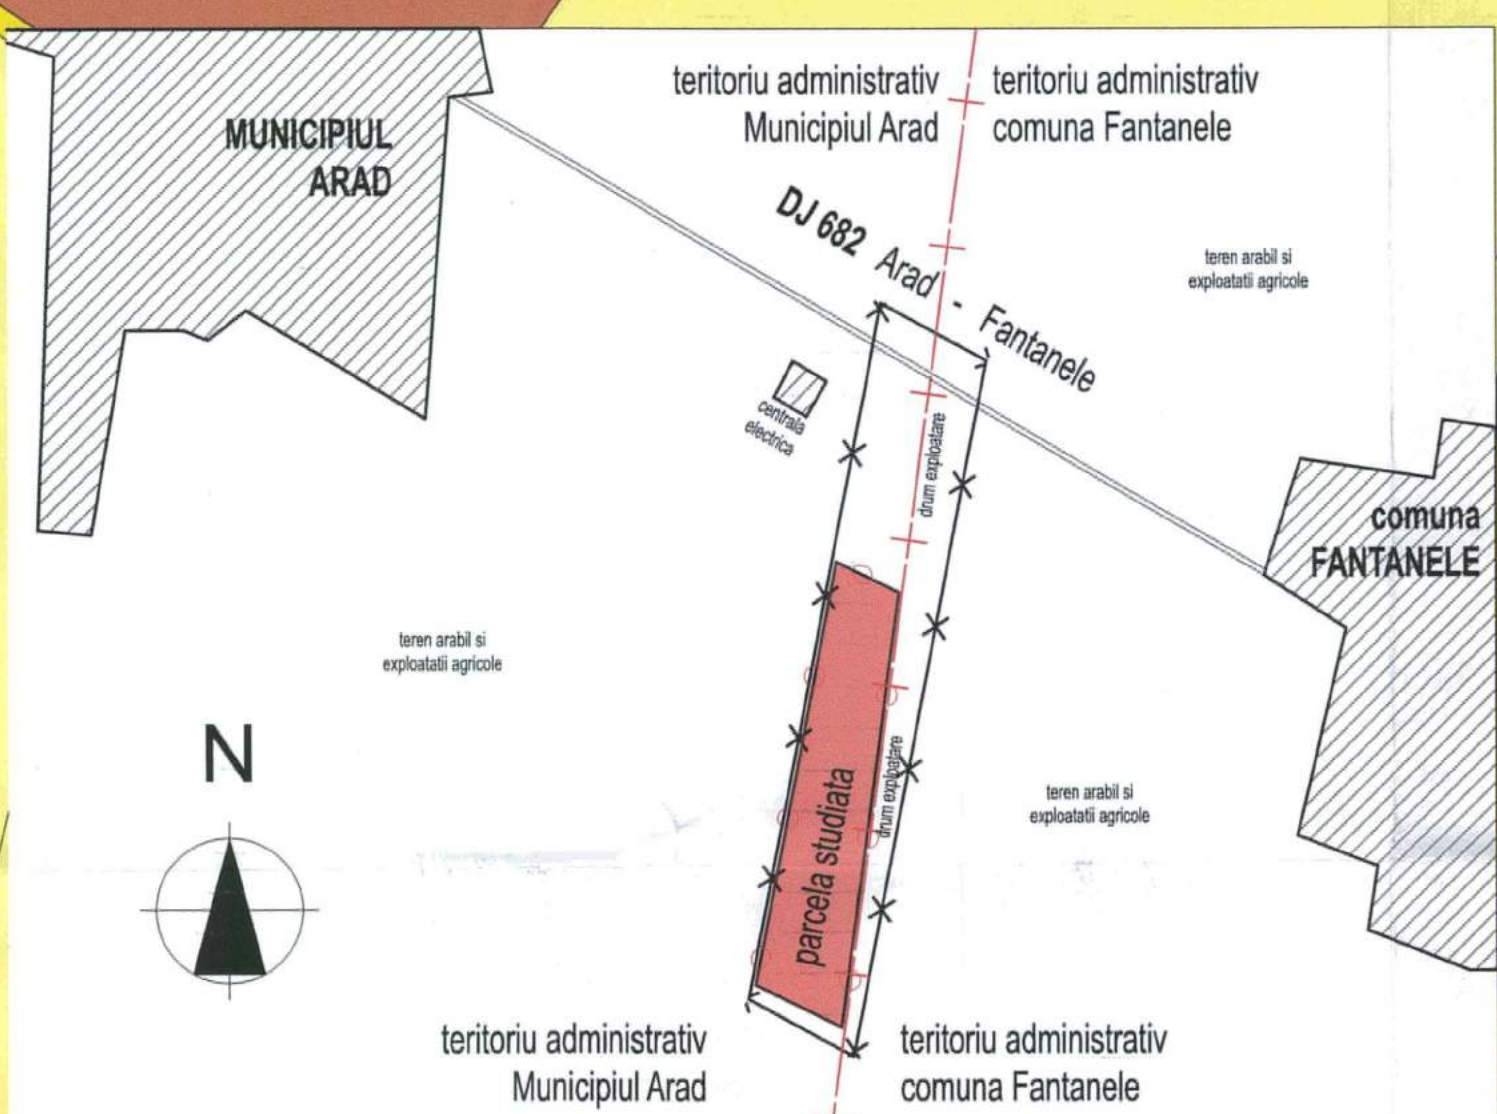 teritoriu administrativ
Municipiul Arad
teritoriu administrativ
comuna Fantanele
MUNICIPIUL
ARAD
DJ 682 Arad - Fantanele
teren arabil si
exploatatii agricole
centrala
electrica
drum exploatare
comuna
FANTANELE
teren arabil si
exploatatii agricole
N
parcela studiata
drum exploatare
teren arabil si
exploatatii agricole
teritoriu administrativ
Municipiul Arad
teritoriu administrativ
comuna Fantanele